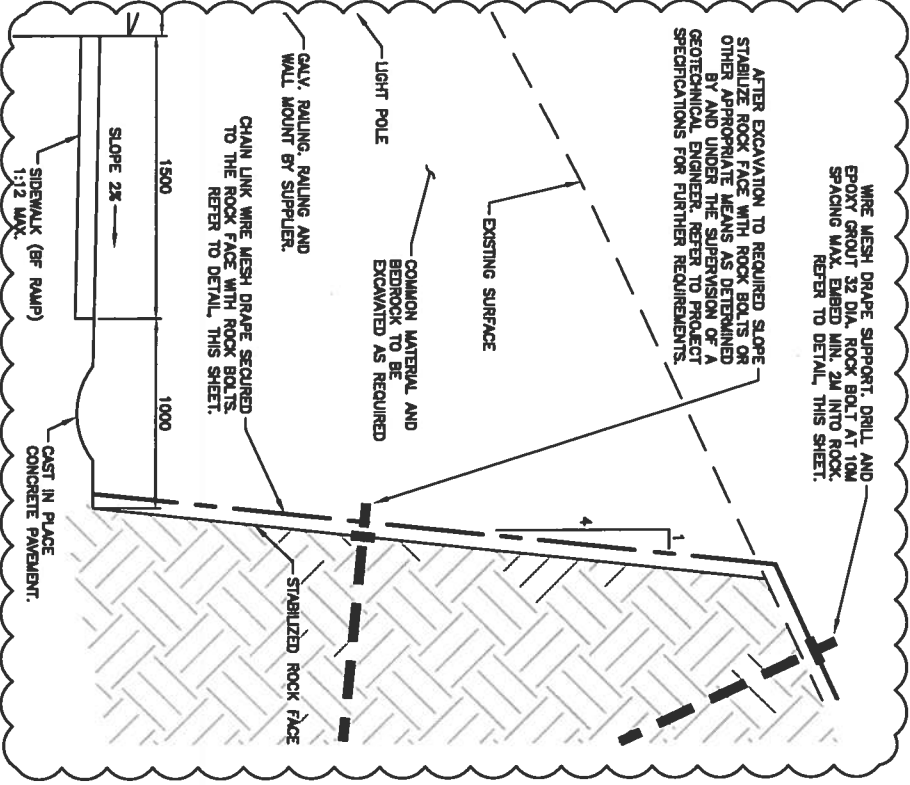 WIRE MESH DRAPE SUPPORT. DRILL AND
EPOXY GROUT 32 DIA. ROCK BOLT AT 10M
SPACING MAX. EMBED MIN. 2M INTO ROCK.
REFER TO DETAIL, THIS SHEET.
AFTER EXCAVATION TO REQUIRED SLOPE
STABILIZE ROCK FACE WITH ROCK BOLTS OR
OTHER APPROPRIATE MEANS AS DETERMINED
BY AND UNDER THE SUPERVISION OF A
GEOTECHNICAL ENGINEER. REFER TO PROJECT
SPECIFICATIONS FOR FURTHER REQUIREMENTS.
EXISTING SURFACE
COMMON MATERIAL AND
BEDROCK TO BE
EXCAVATED AS REQUIRED
LIGHT POLE
GALV. RAILING. RAILING AND
WALL MOUNT BY SUPPLIER.
CHAIN LINK WIRE MESH DRAPE SECURED
TO THE ROCK FACE WITH ROCK BOLTS.
REFER TO DETAIL, THIS SHEET.
1
4
STABILIZED ROCK FACE
1500
1000
SLOPE 2%
SIDEWALK (BF RAMP)
1:12 MAX.
CAST IN PLACE
CONCRETE PAVEMENT.